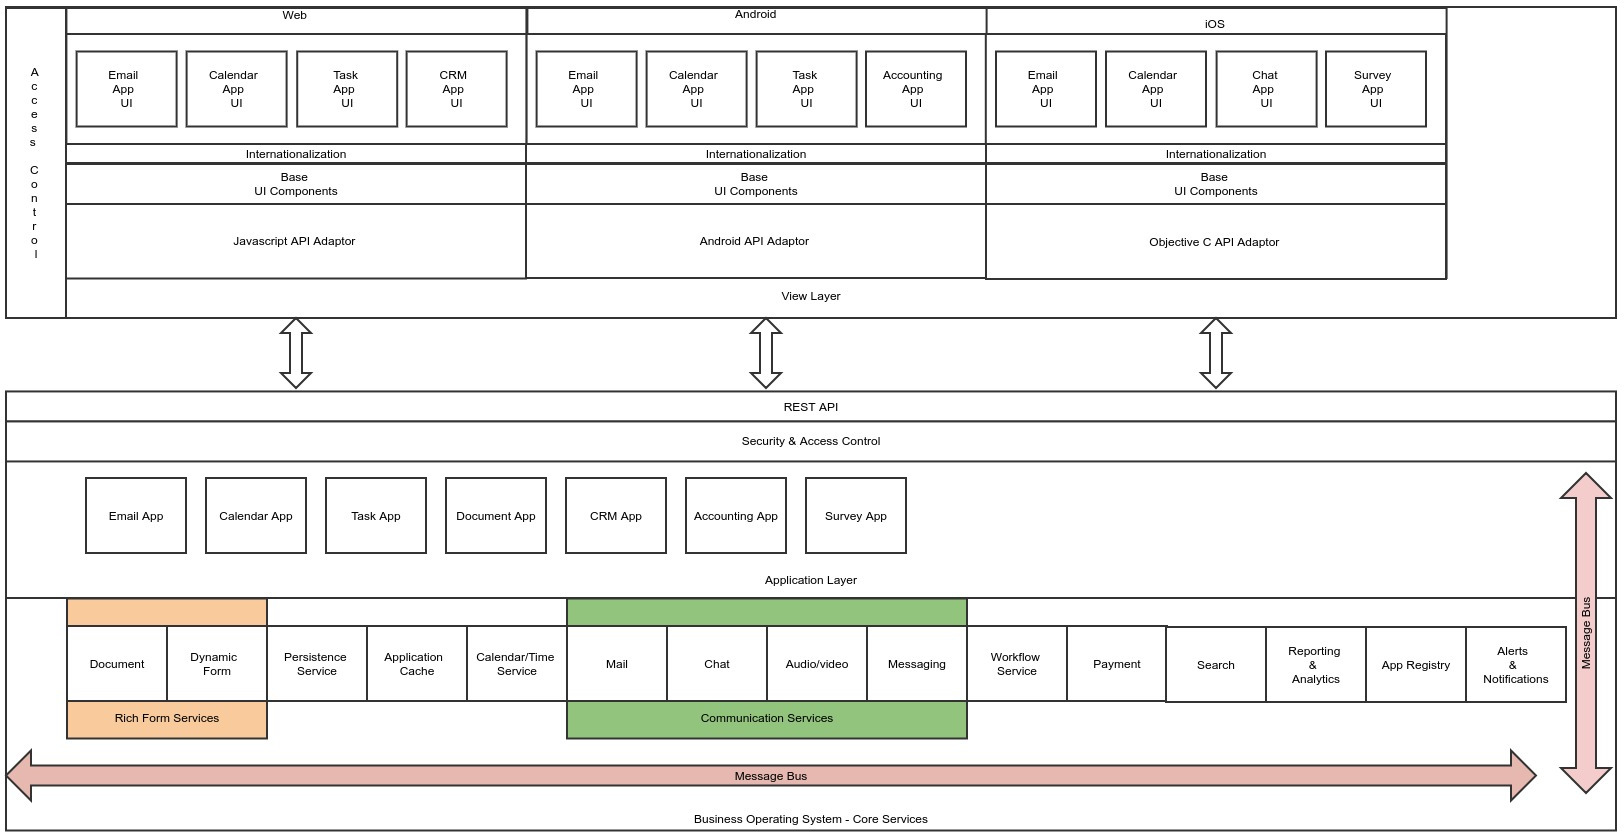 Web
Android
iOS
A
c
c
e
s
s
C
o
n
t
r
o
l
Email
App
UI
Calendar
App
UI
Task
App
UI
CRM
App
UI
Email
App
UI
Calendar
App
UI
Task
App
UI
Accounting
App
UI
Email
App
UI
Calendar
App
UI
Chat
App
UI
Survey
App
UI
Internationalization
Internationalization
Internationalization
Base
UI Components
Base
UI Components
Base
UI Components
Javascript API Adaptor
Android API Adaptor
Objective C API Adaptor
View Layer
REST API
Security & Access Control
Email App
Calendar App
Task App
Document App
CRM App
Accounting App
Survey App
Application Layer
Document
Dynamic
Form
Persistence
Service
Application
Cache
Calendar/Time
Service
Mail
Chat
Audio/video
Messaging
Workflow
Service
Payment
Search
Reporting
&
Analytics
App Registry
Alerts
&
Notifications
Message Bus
Rich Form Services
Communication Services
Message Bus
Business Operating System - Core Services